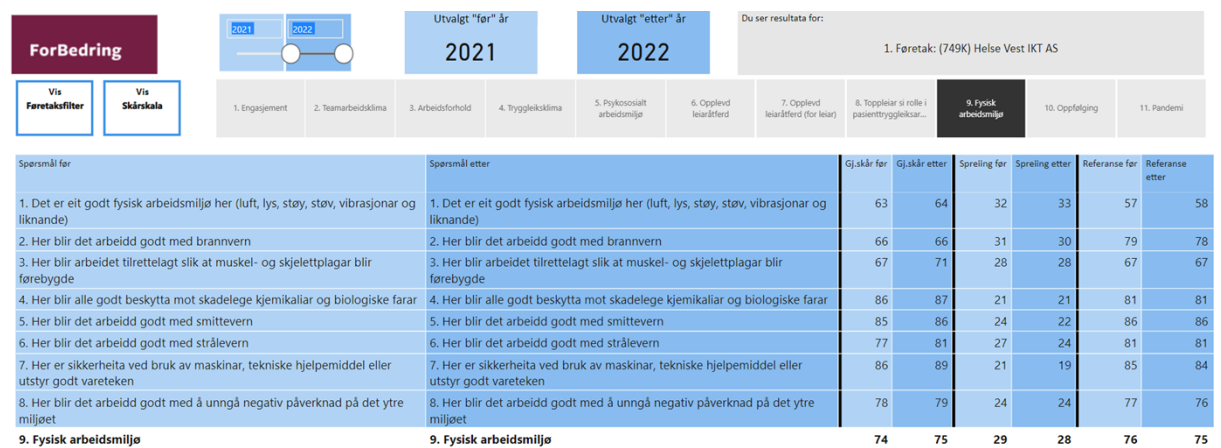 ForBedring
2021
2022
Utvalgt "før" år
2021
Utvalgt "etter" år
2022
Du ser resultata for:
1. Føretak: (749K) Helse Vest IKT AS
Vis
Føretaksfilter
Vis
Skårskala
1. Engasjement
2. Teamarbeidsklima
3. Arbeidsforhold
4. Tryggleiksklima
5. Psykososialt
arbeidsmiljø
6. Opplevd
leiaråtferd
7. Opplevd
leiaråtferd (for leiar)
8. Toppleiar si rolle i
pasienttryggleiksar...
9. Fysisk
arbeidsmiljø
10. Oppfølging
11. Pandemi
Spørsmål før Spørsmål etter Gj.skår før Gj.skår etter Spreiing før Spreiing etter Referanse før Referanse
etter
1. Det er eit godt fysisk arbeidsmiljø her (luft, lys, støy, støv, vibrasjonar og 1. Det er eit godt fysisk arbeidsmiljø her (luft, lys, støy, støv, vibrasjonar og 63 64 32 33 57 58
liknande) liknande)
2. Her blir det arbeidd godt med brannvern 2. Her blir det arbeidd godt med brannvern 66 66 31 30 79 78
3. Her blir arbeidet tilrettelagt slik at muskel- og skjelettplagar blir 3. Her blir arbeidet tilrettelagt slik at muskel- og skjelettplagar blir 67 71 28 28 67 67
førebygde førebygde
4. Her blir alle godt beskytta mot skadelege kjemikaliar og biologiske farar 4. Her blir alle godt beskytta mot skadelege kjemikaliar og biologiske farar 86 87 21 21 81 81
5. Her blir det arbeidd godt med smittevern 5. Her blir det arbeidd godt med smittevern 85 86 24 22 86 86
6. Her blir det arbeidd godt med strålevern 6. Her blir det arbeidd godt med strålevern 77 81 27 24 81 81
7. Her er sikkerheita ved bruk av maskinar, tekniske hjelpemiddel eller 7. Her er sikkerheita ved bruk av maskinar, tekniske hjelpemiddel eller 86 89 21 19 85 84
utstyr godt vareteken utstyr godt vareteken
8. Her blir det arbeidd godt med å unngå negativ påverknad på det ytre 8. Her blir det arbeidd godt med å unngå negativ påverknad på det ytre 78 79 24 24 77 76
miljøet miljøet
9. Fysisk arbeidsmiljø 9. Fysisk arbeidsmiljø 74 75 29 28 76 75